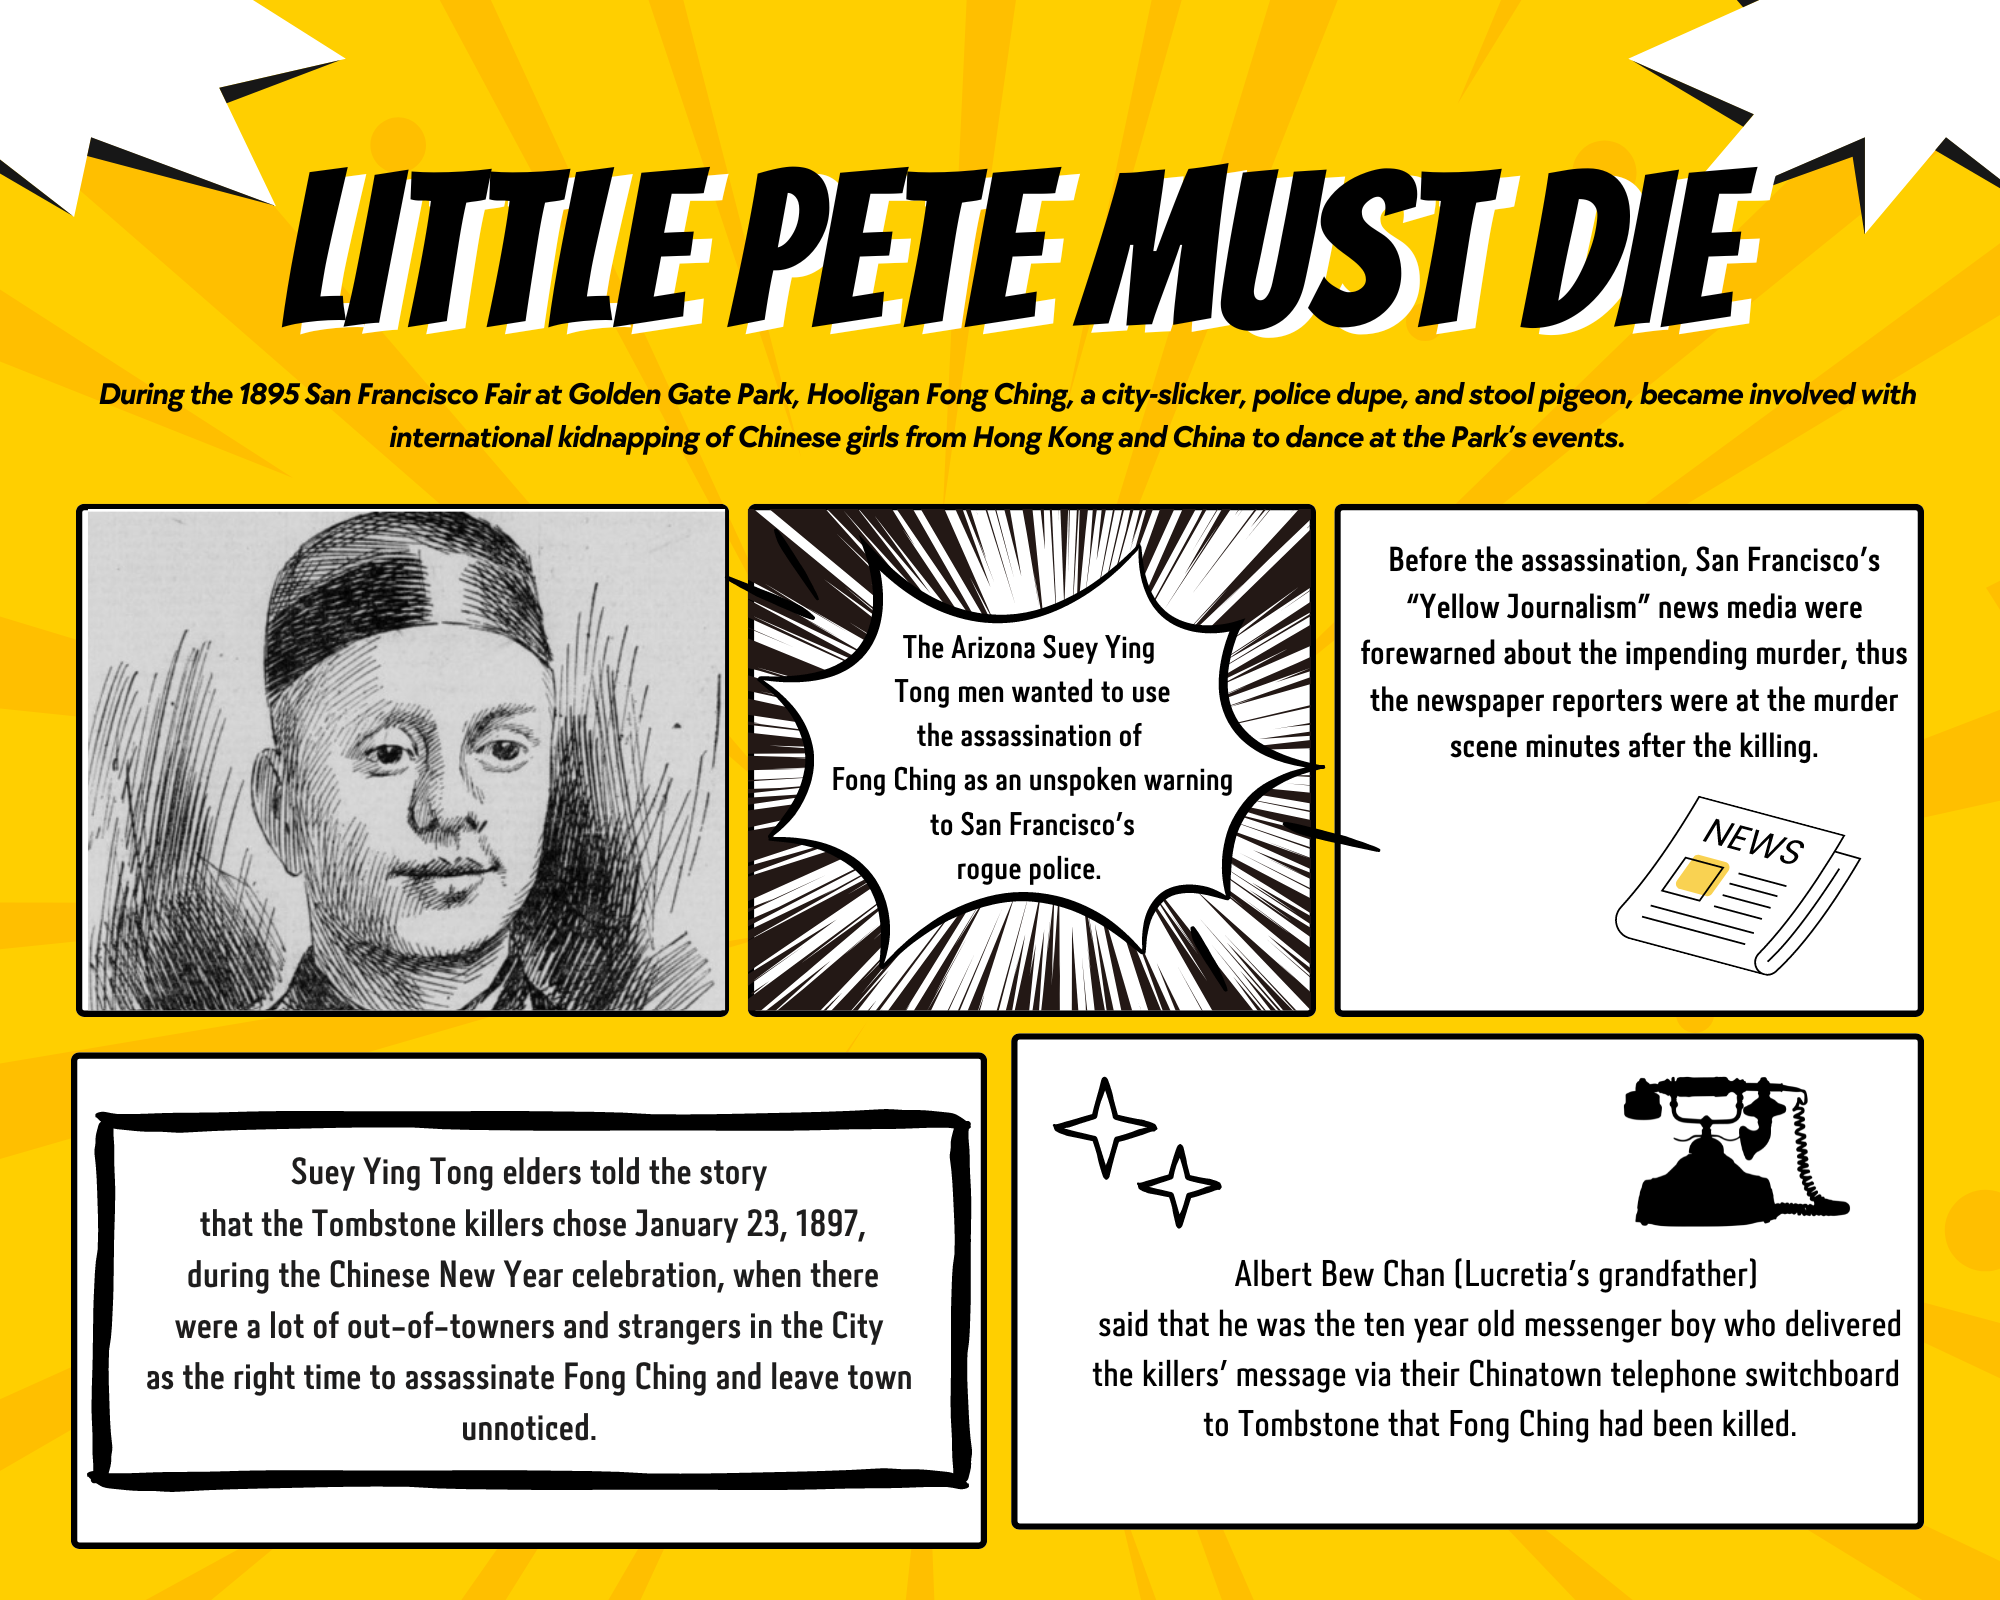 LITTLE PETE MUST DIE
During the 1895 San Francisco Fair at Golden Gate Park, Hooligan Fong Ching, a city-slicker, police dupe, and stool pigeon, became involved with
international kidnapping of Chinese girls from Hong Kong and China to dance at the Park's events.
The Arizona Suey Ying
Tong men wanted to use
the assassination of
Fong Ching as an unspoken warning
to San Francisco's
rogue police.
Before the assassination, San Francisco's
“Yellow Journalism” news media were
forewarned about the impending murder, thus
the newspaper reporters were at the murder
scene minutes after the killing.
NEWS
Suey Ying Tong elders told the story
that the Tombstone killers chose January 23, 1897,
during the Chinese New Year celebration, when there
were a lot of out-of-towners and strangers in the City
as the right time to assassinate Fong Ching and leave town
unnoticed.
Albert Bew Chan (Lucretia's grandfather)
said that he was the ten year old messenger boy who delivered
the killers' message via their Chinatown telephone switchboard
to Tombstone that Fong Ching had been killed.